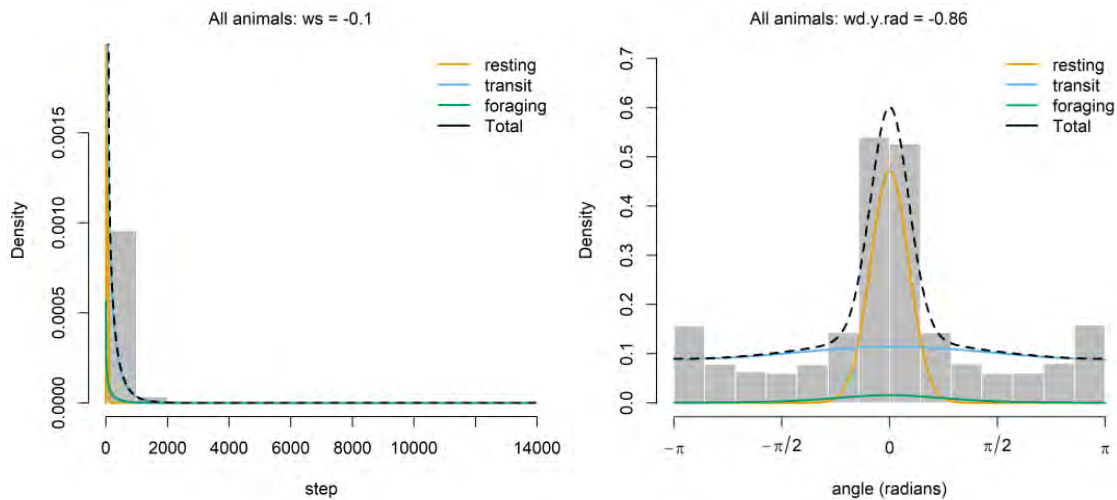 All animals: ws = -0.1
resting
transit
foraging
Total
Density
0.0000
0.0005
0.0010
0.0015
0
2000
4000
6000
8000
10000
14000
step
All animals: wd.y.rad = -0.86
resting
transit
foraging
Total
Density
0.0
0.1
0.2
0.3
0.4
0.5
0.6
0.7
−π
−π/2
0
π/2
π
angle (radians)